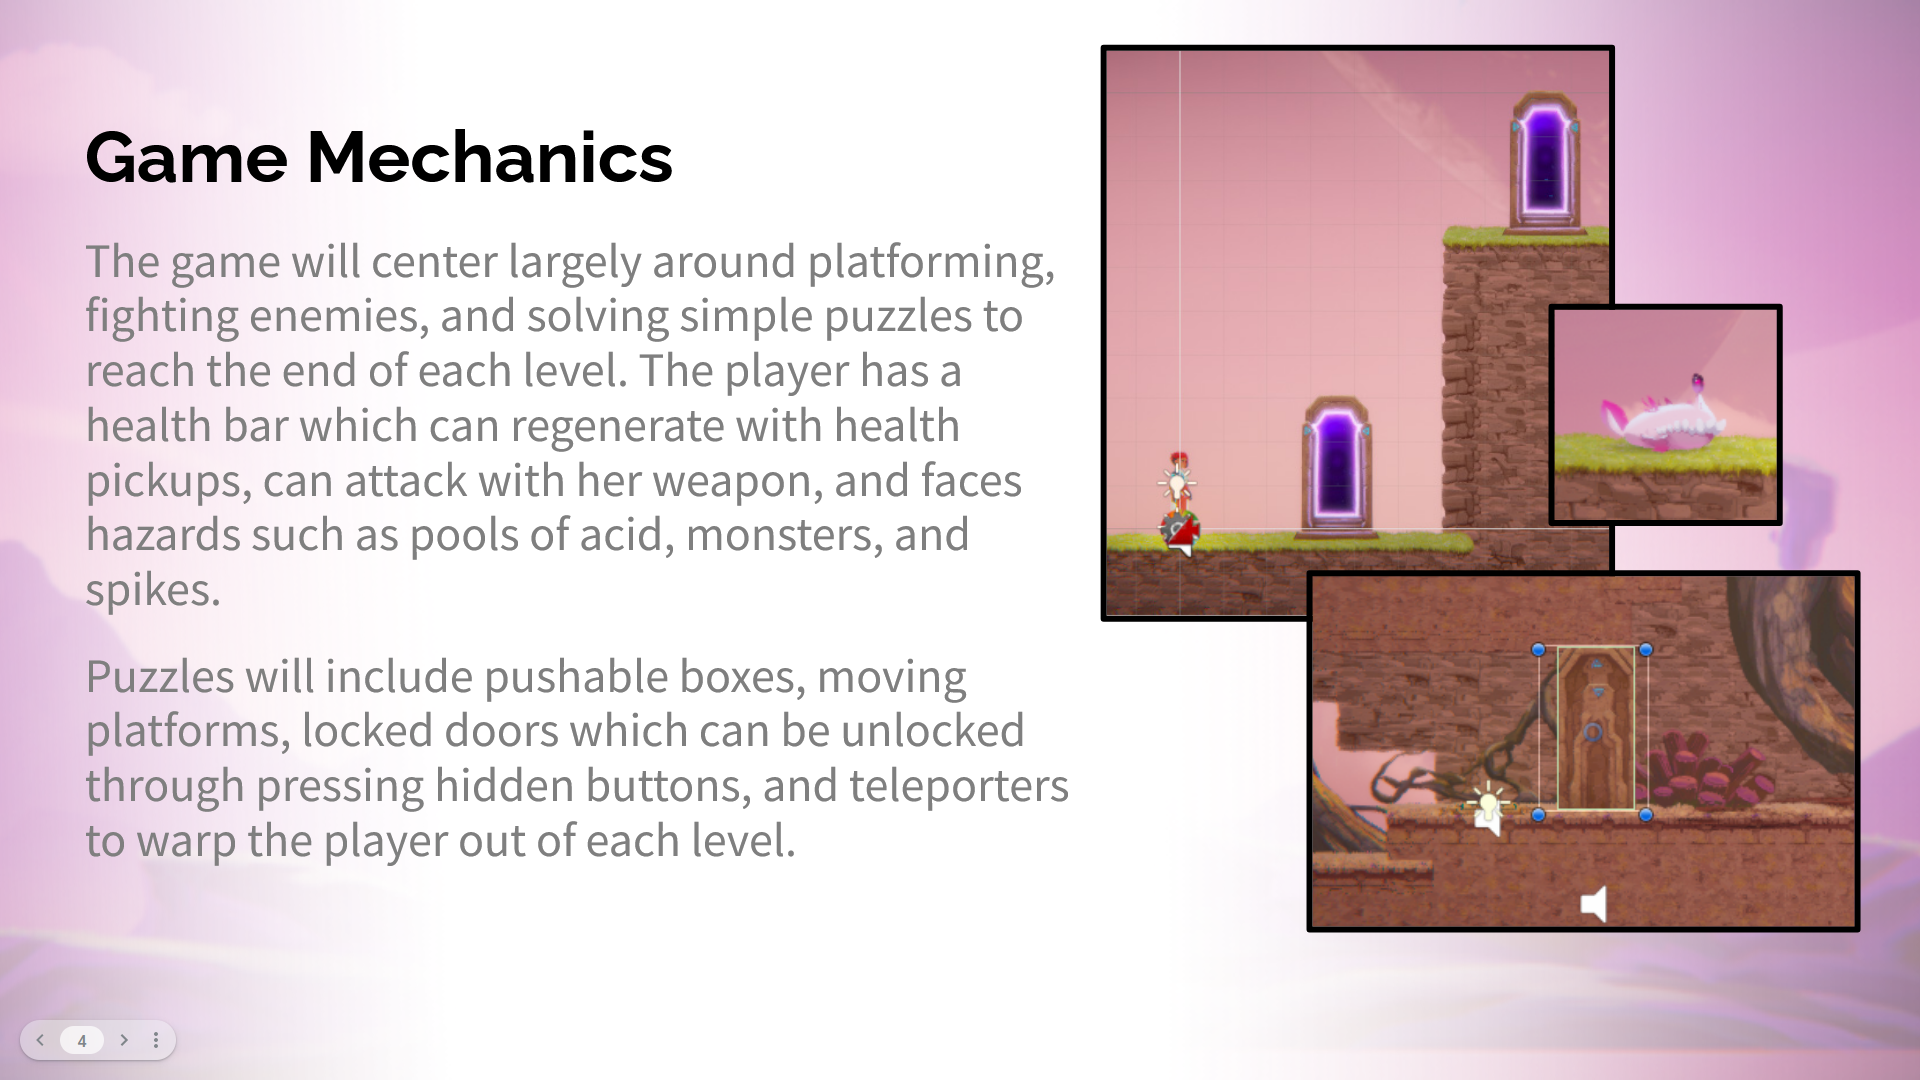 Game Mechanics
The game will center largely around platforming,
fighting enemies, and solving simple puzzles to
reach the end of each level. The player has a
health bar which can regenerate with health
pickups, can attack with her weapon, and faces
hazards such as pools of acid, monsters, and
spikes.
Puzzles will include pushable boxes, moving
platforms, locked doors which can be unlocked
through pressing hidden buttons, and teleporters
to warp the player out of each level.
4